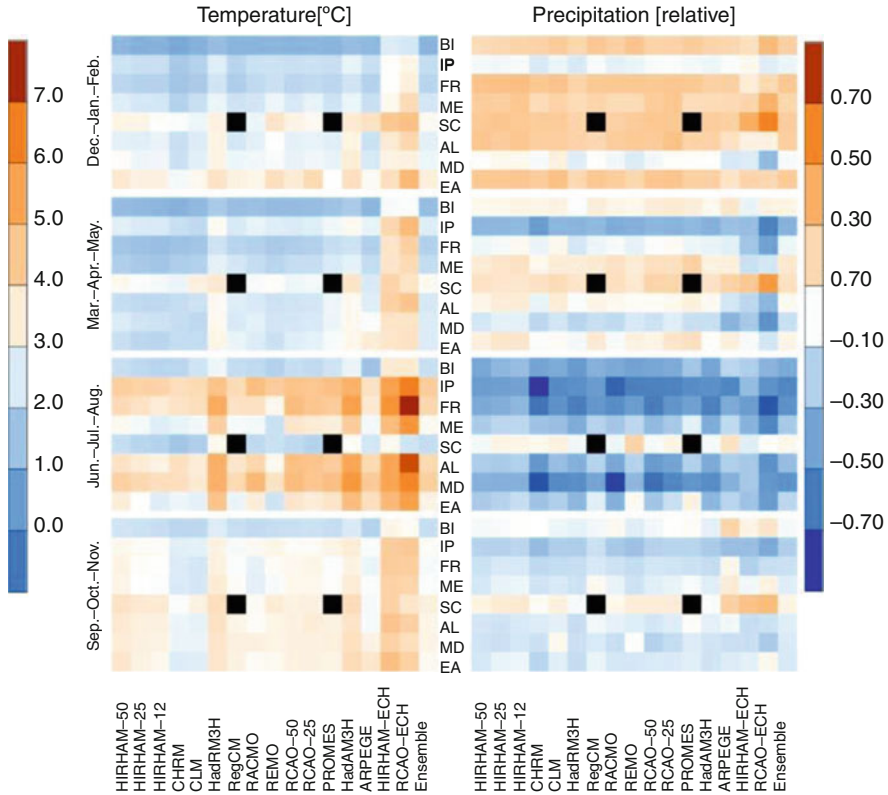 Temperature[°C]
Precipitation [relative]
7.0
6.0
5.0
4.0
3.0
2.0
1.0
0.0
Dec.–Jan.–Feb.
Mar.–Apr.–May.
Jun.–Jul.–Aug.
Sep.–Oct.–Nov.
BI
IP
FR
ME
SC
AL
MD
EA
BI
IP
FR
ME
SC
AL
MD
EA
BI
IP
FR
ME
SC
AL
MD
EA
BI
IP
FR
ME
SC
AL
MD
EA
0.70
0.50
0.30
0.70
–0.10
–0.30
–0.50
–0.70
HIRHAM–50
HIRHAM–25
HIRHAM–12
CHRM
CLM
HadRM3H
RegCM
RACMO
REMO
RCAO–50
RCAO–25
PROMES
HadAM3H
ARPEGE
HIRHAM–ECH
RCAO–ECH
Ensemble
HIRHAM–50
HIRHAM–25
HIRHAM–12
CHRM
CLM
HadRM3H
RegCM
RACMO
REMO
RCAO–50
RCAO–25
PROMES
HadAM3H
ARPEGE
HIRHAM–ECH
RCAO–ECH
Ensemble